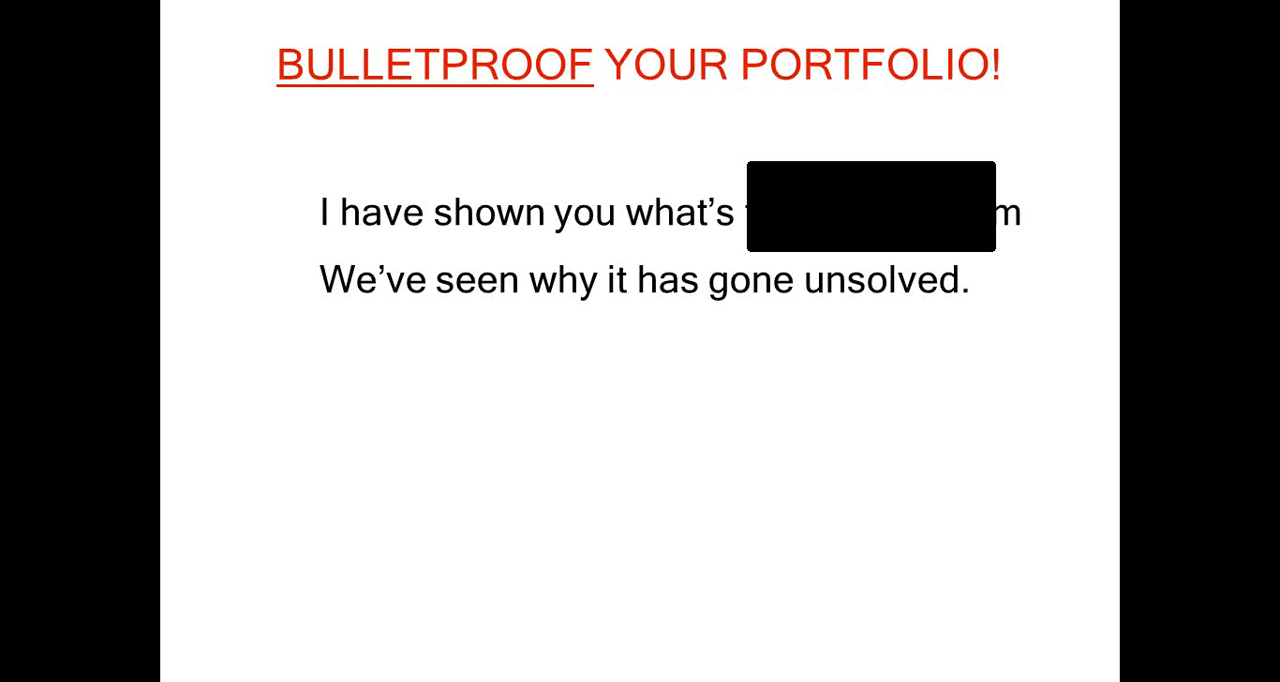 BULLETPROOF YOUR PORTFOLIO!
I have shown you what’s
We’ve seen why it has gone unsolved.